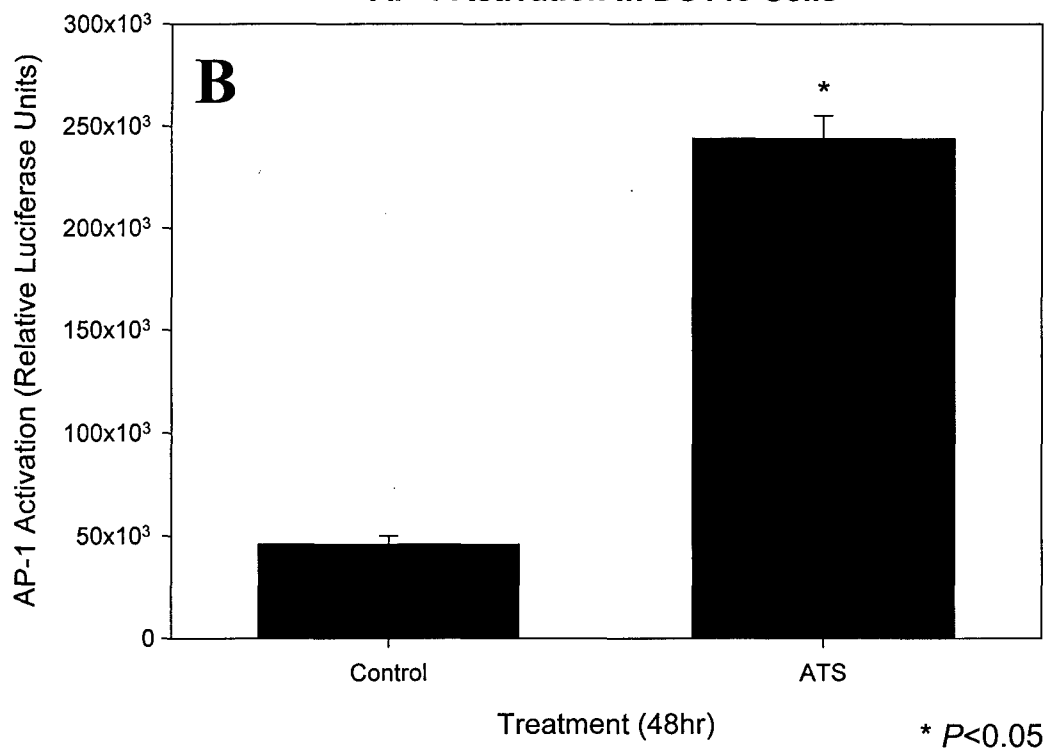 B
AP-1 Activation (Relative Luciferase Units)
300x10³
250x10³
200x10³
150x10³
100x10³
50x10³
0
*
Control
ATS
Treatment (48hr)
* P<0.05